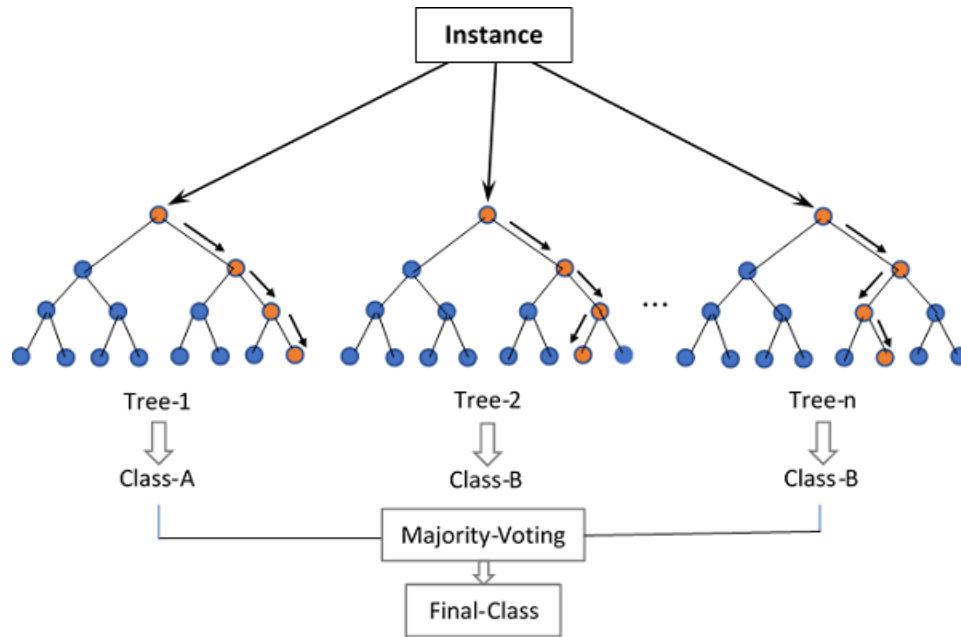 Instance
...
Tree-1
Tree-2
Tree-n
Class-A
Class-B
Class-B
Majority-Voting
Final-Class